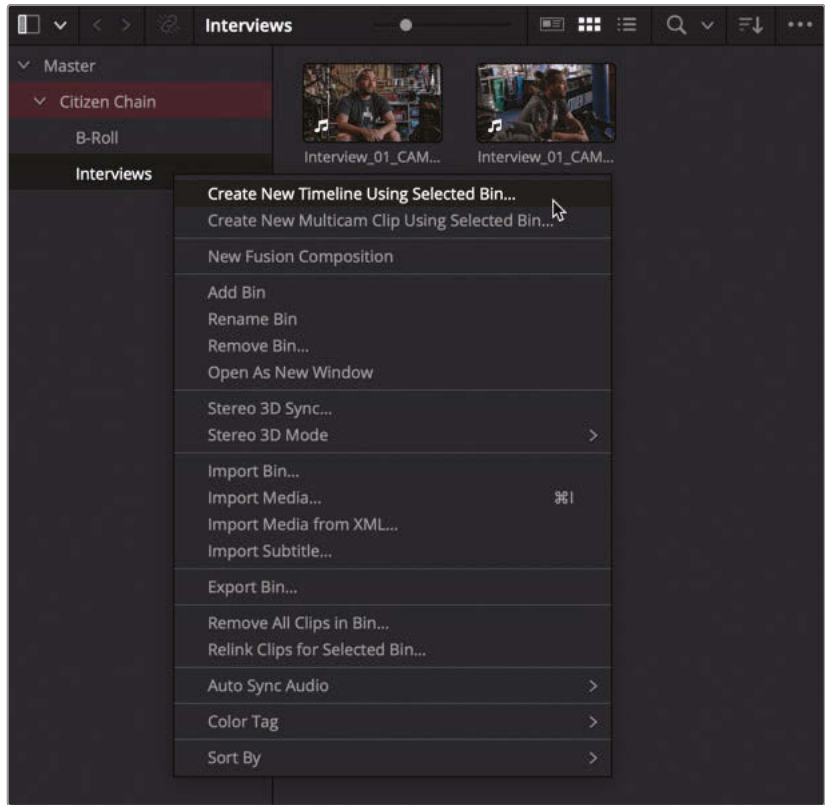 Interviews
Master
Citizen Chain
B-Roll
Interviews
Interview_01_CAM...
Interview_01_CAM...
Create New Timeline Using Selected Bin...
Create New Multicam Clip Using Selected Bin...
New Fusion Composition
Add Bin
Rename Bin
Remove Bin...
Open As New Window
Stereo 3D Sync...
Stereo 3D Mode
Import Bin...
Import Media... ⌘I
Import Media from XML...
Import Subtitle...
Export Bin...
Remove All Clips in Bin...
Relink Clips for Selected Bin...
Auto Sync Audio
Color Tag
Sort By